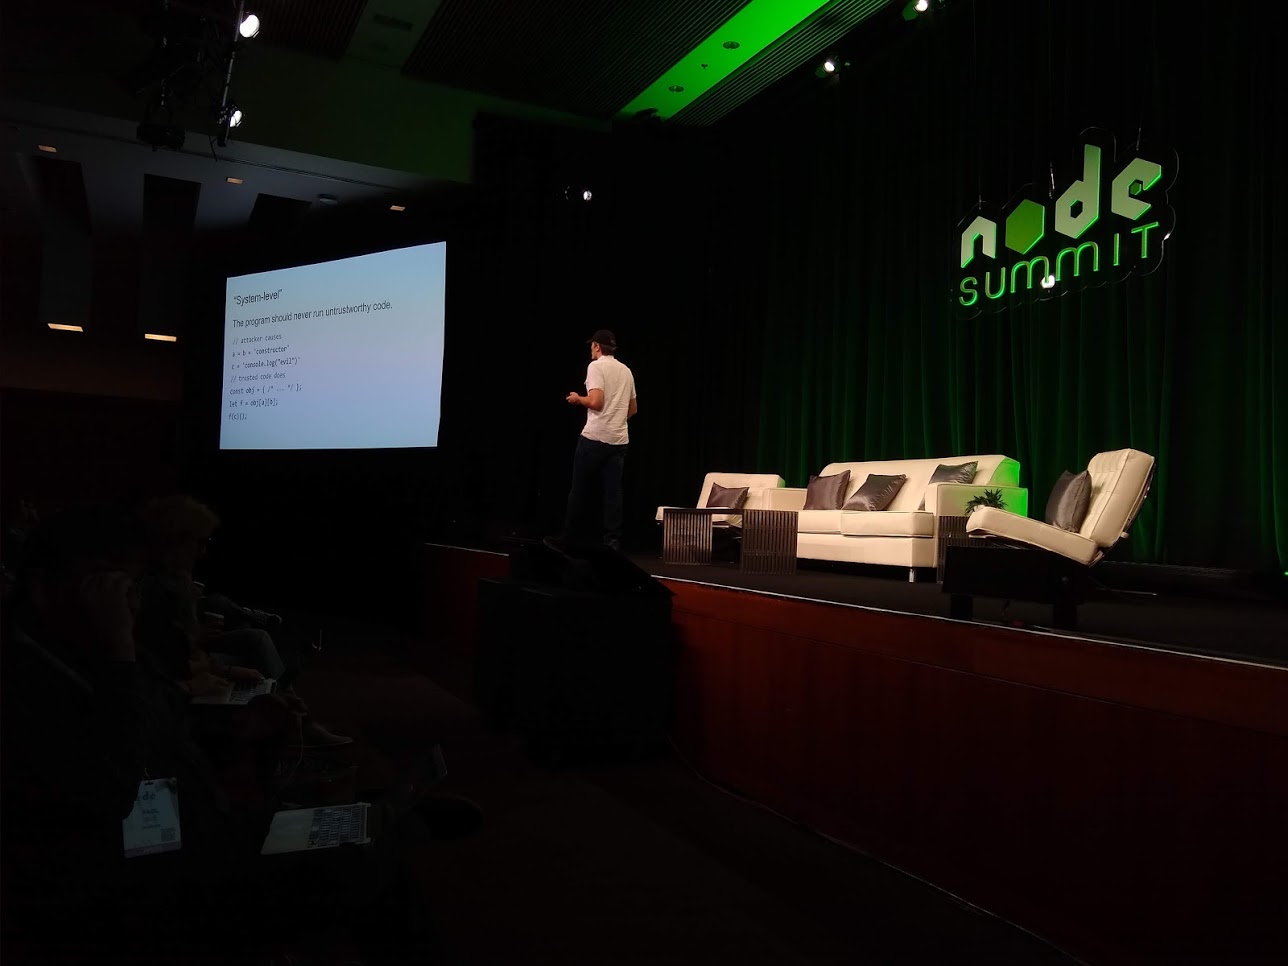 "System-level"
The program should never run untrustworthy code.
// attacker causes
a = b = 'constructor'
c = 'console.log("evil")'
// trusted code does
const obj = { /* ... */ };
let f = obj[a][b];
f(c)();
node
SUMMIT